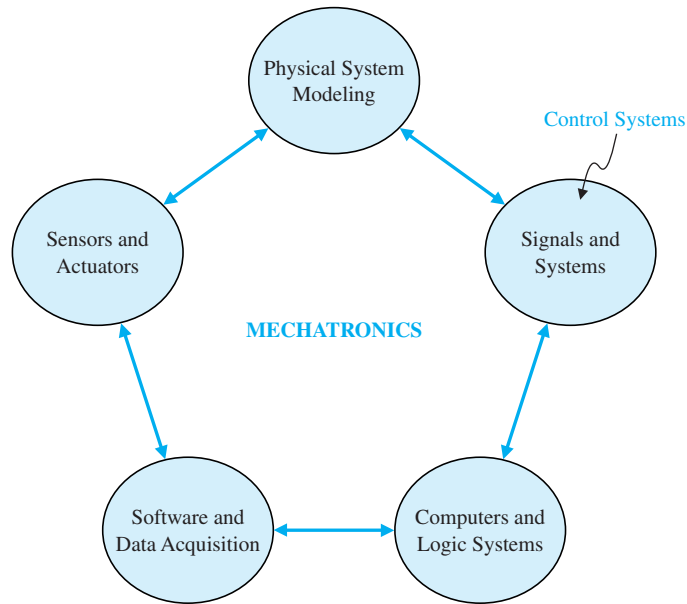 Physical System
Modeling
Control Systems
Sensors and
Actuators
Signals and
Systems
MECHATRONICS
Software and
Data Acquisition
Computers and
Logic Systems